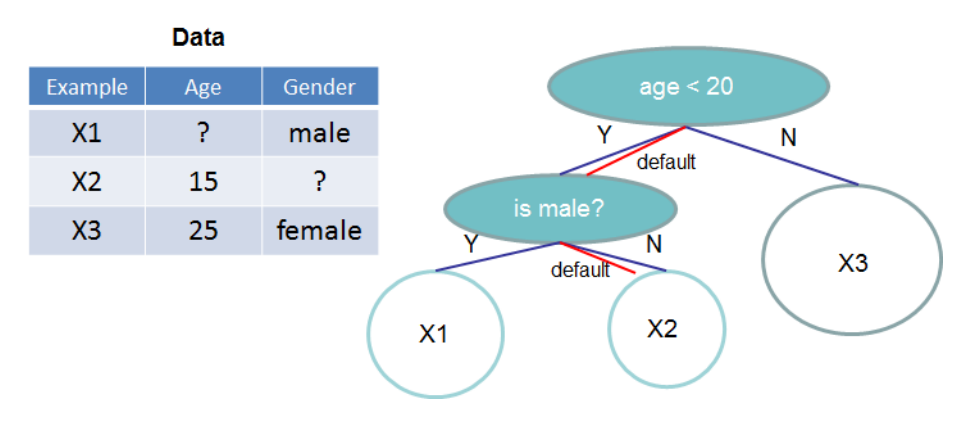 Data
Example Age Gender
X1 ? male
X2 15 ?
X3 25 female
age < 20
Y N
default
is male?
Y N
default
X1 X2 X3